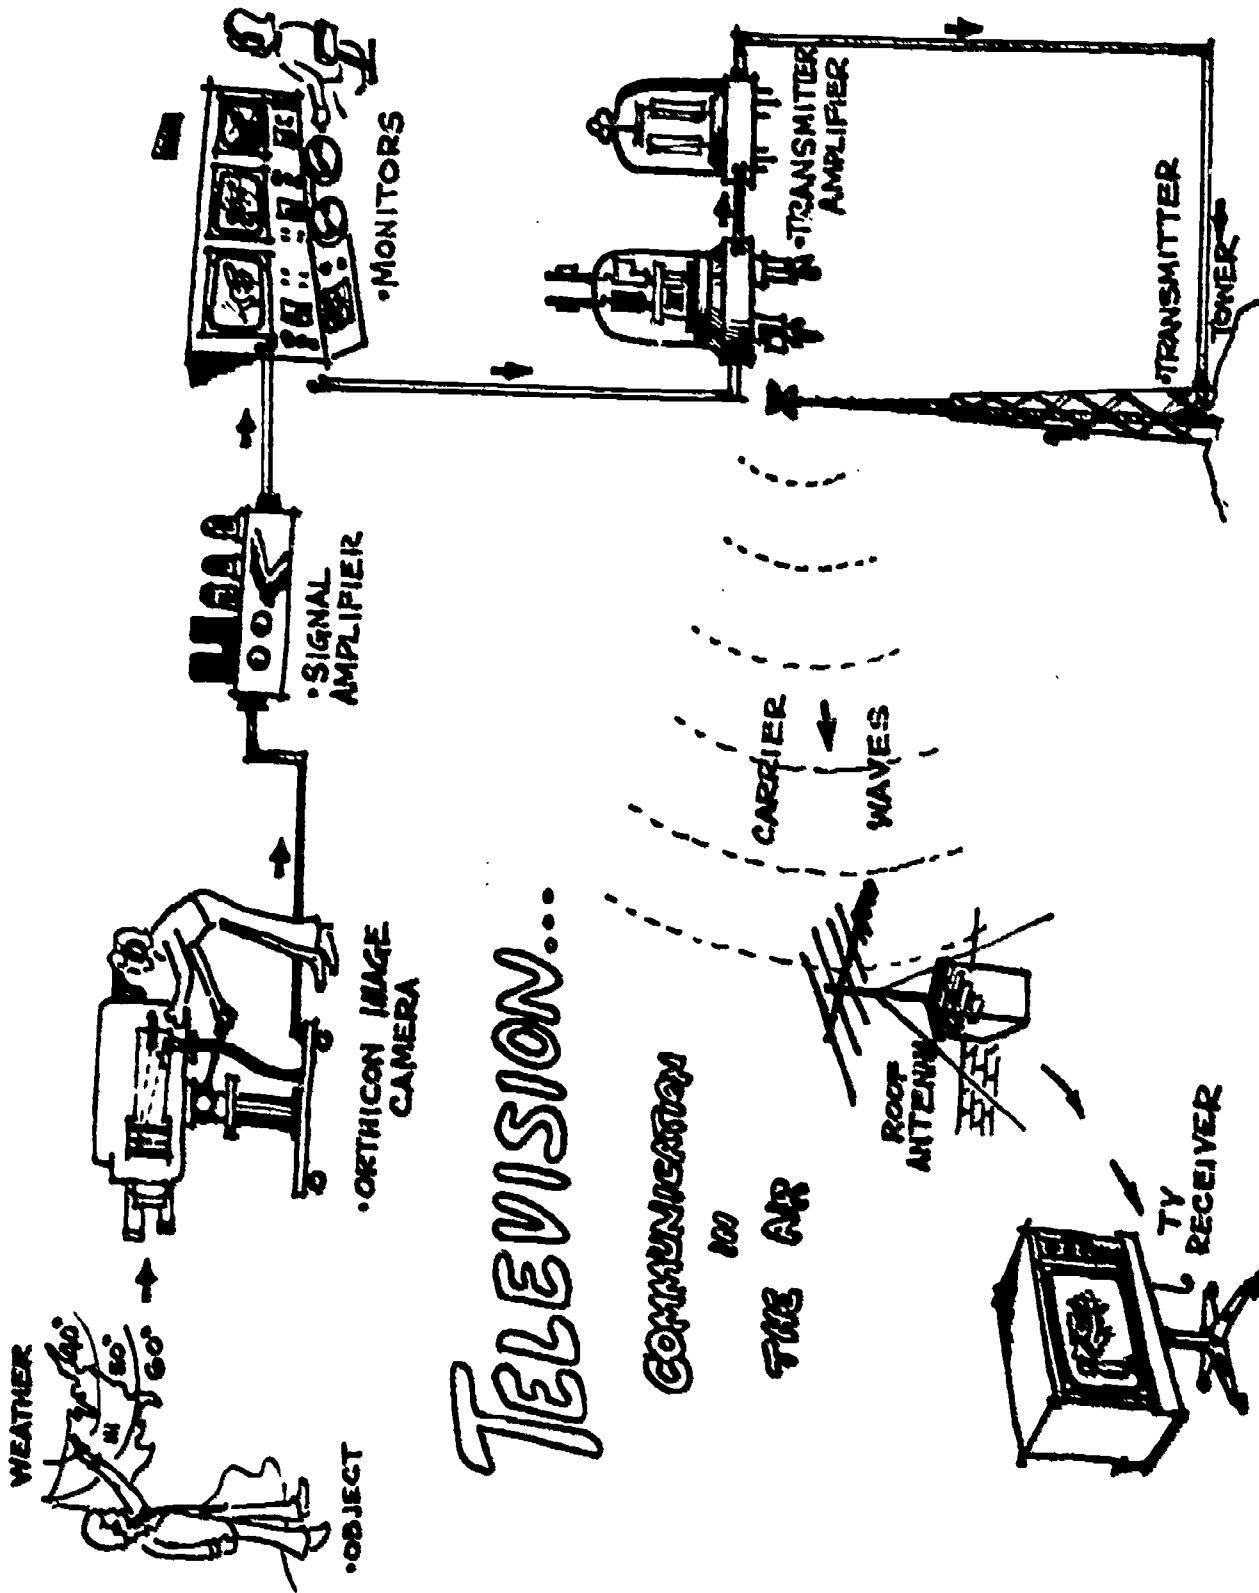 WEATHER
40°
50°
60°
•OBJECT
•ORTHICON IMAGE
CAMERA
•SIGNAL
AMPLIFIER
•MONITORS
TELEVISION...
COMMUNICATION
IN
THE AIR
•TRANSMITTER
AMPLIFIER
CARRIER
WAVES
•TRANSMITTER
TOWER
ROOF
ANTENNA
TV
RECEIVER